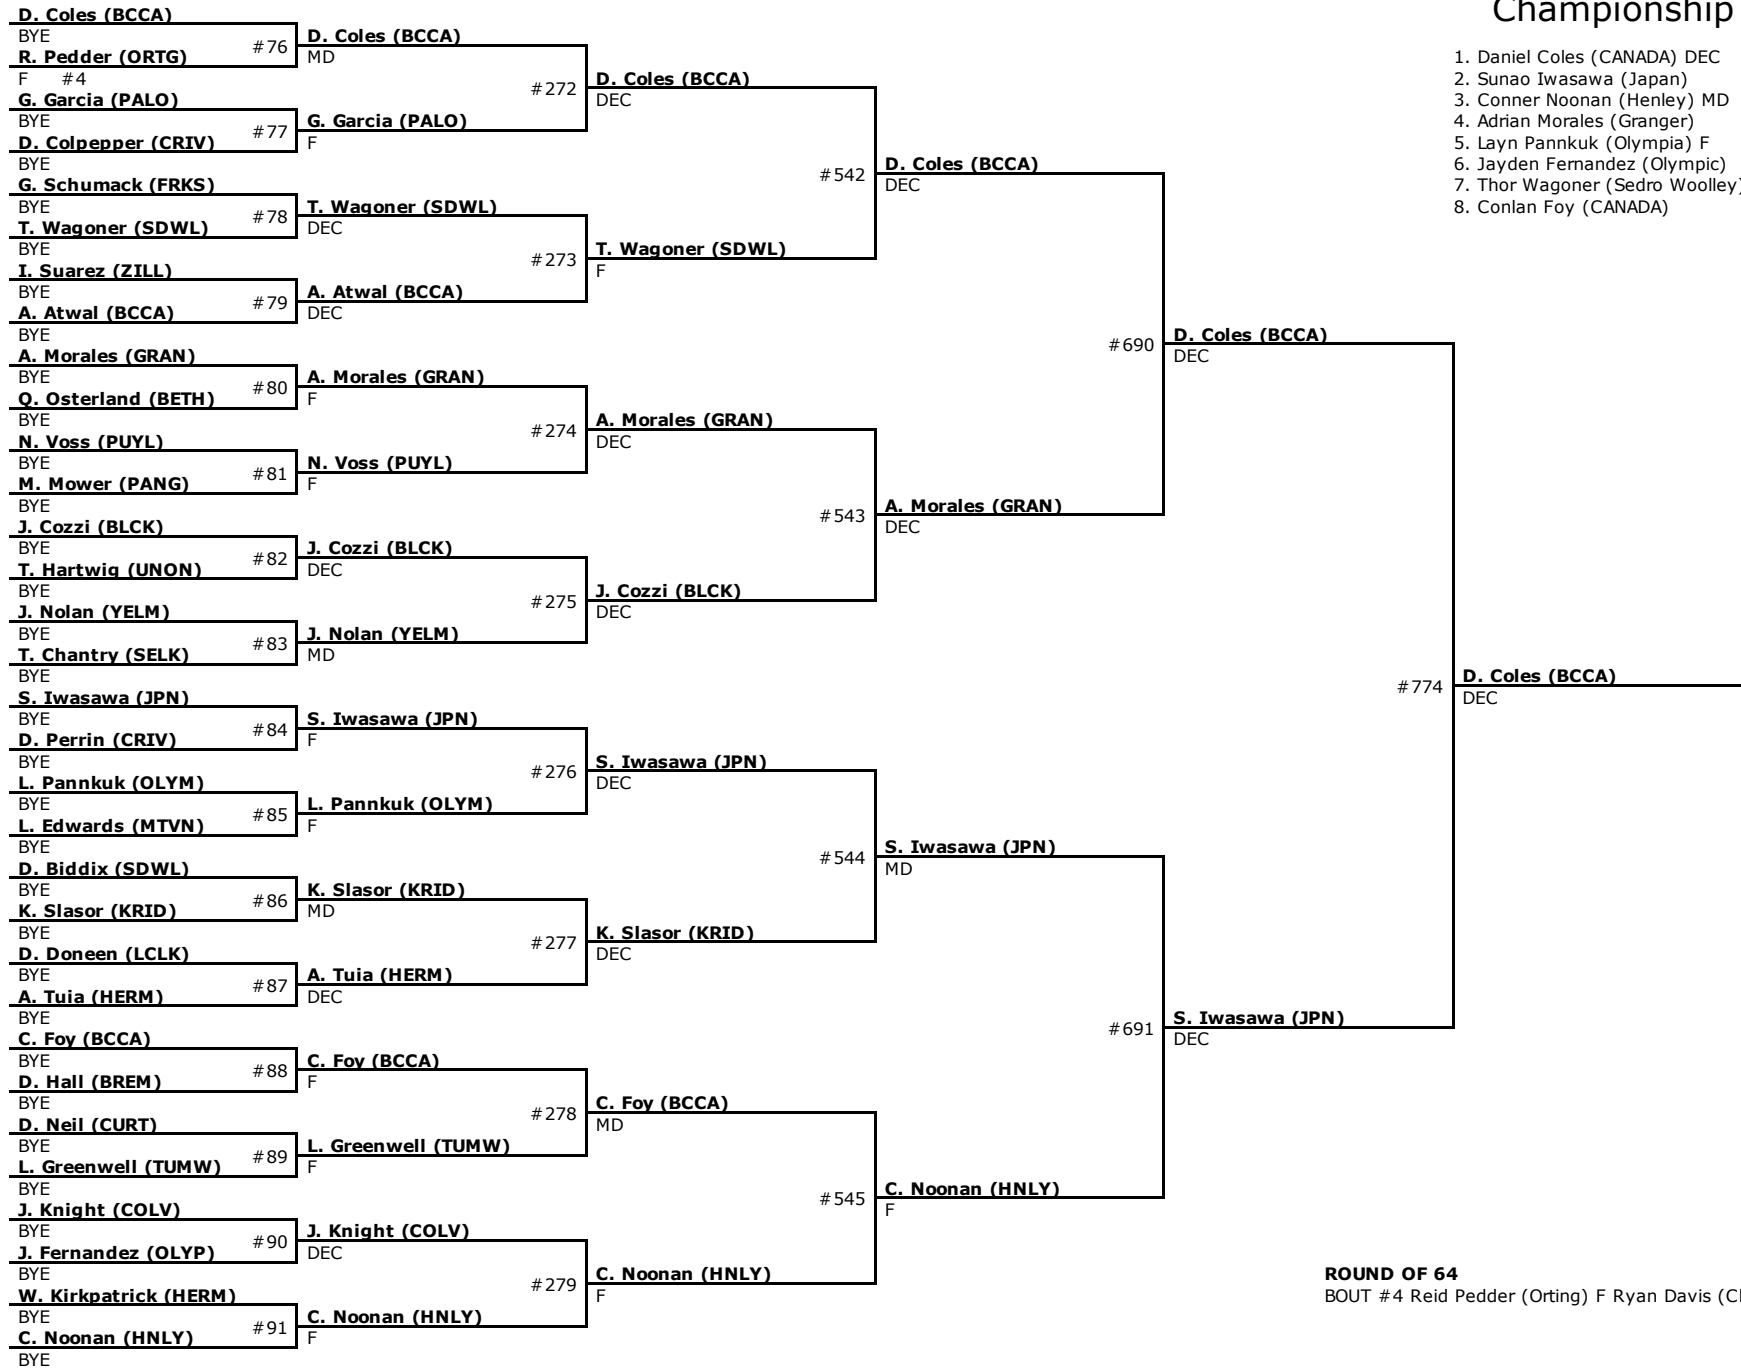 Championship
1. Daniel Coles (CANADA) DEC
2. Sunao Iwasawa (Japan)
3. Conner Noonan (Henley) MD
4. Adrian Morales (Granger)
5. Layn Pannkuk (Olympia) F
6. Jayden Fernandez (Olympic)
7. Thor Wagoner (Sedro Woolley)
8. Conlan Foy (CANADA)
D. Coles (BCCA)
BYE
#76
R. Pedder (ORTG)
F #4
G. Garcia (PALO)
BYE
#77
D. Colpepper (CRIV)
BYE
G. Schumack (FRKS)
BYE
#78
T. Wagoner (SDWL)
BYE
I. Suarez (ZILL)
BYE
#79
A. Atwal (BCCA)
BYE
A. Morales (GRAN)
BYE
#80
Q. Osterland (BETH)
BYE
N. Voss (PUYL)
BYE
#81
M. Mower (PANG)
BYE
J. Cozzi (BLCK)
BYE
#82
T. Hartwig (UNON)
BYE
J. Nolan (YELM)
BYE
#83
T. Chantry (SELK)
BYE
S. Iwasawa (JPN)
BYE
#84
D. Perrin (CRIV)
BYE
L. Pannkuk (OLYM)
BYE
#85
L. Edwards (MTVN)
BYE
D. Biddix (SDWL)
BYE
#86
K. Slasor (KRID)
BYE
D. Doneen (LCLK)
BYE
#87
A. Tuia (HERM)
BYE
C. Foy (BCCA)
BYE
#88
D. Hall (BREM)
BYE
D. Neil (CURT)
BYE
#89
L. Greenwell (TUMW)
BYE
J. Knight (COLV)
BYE
#90
J. Fernandez (OLYP)
BYE
W. Kirkpatrick (HERM)
BYE
#91
C. Noonan (HNLY)
BYE
D. Coles (BCCA)
MD
#272
G. Garcia (PALO)
F
T. Wagoner (SDWL)
DEC
#273
A. Atwal (BCCA)
DEC
A. Morales (GRAN)
F
#274
N. Voss (PUYL)
F
J. Cozzi (BLCK)
DEC
#275
J. Nolan (YELM)
MD
S. Iwasawa (JPN)
F
#276
L. Pannkuk (OLYM)
F
K. Slasor (KRID)
MD
#277
A. Tuia (HERM)
DEC
C. Foy (BCCA)
F
#278
L. Greenwell (TUMW)
F
J. Knight (COLV)
DEC
#279
C. Noonan (HNLY)
F
D. Coles (BCCA)
DEC
#542
T. Wagoner (SDWL)
F
A. Morales (GRAN)
DEC
#543
J. Cozzi (BLCK)
DEC
S. Iwasawa (JPN)
DEC
#544
K. Slasor (KRID)
DEC
C. Foy (BCCA)
MD
#545
C. Noonan (HNLY)
F
D. Coles (BCCA)
DEC
#690
A. Morales (GRAN)
DEC
S. Iwasawa (JPN)
MD
#691
C. Noonan (HNLY)
F
D. Coles (BCCA)
DEC
#774
S. Iwasawa (JPN)
DEC
D. Coles (BCCA)
DEC
ROUND OF 64
BOUT #4 Reid Pedder (Orting) F Ryan Davis